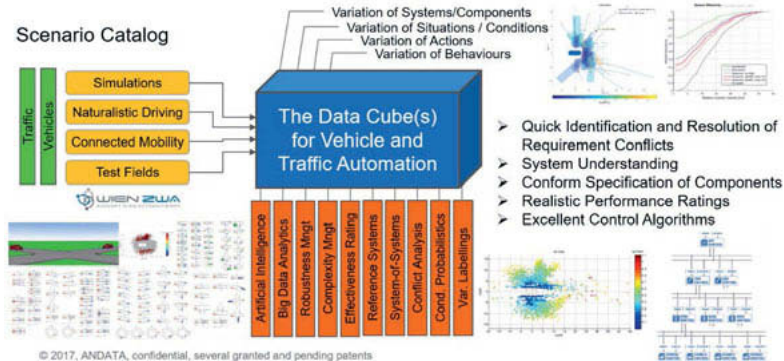 Scenario Catalog
Variation of Systems/Components
Variation of Situations / Conditions
Variation of Actions
Variation of Behaviours
Traffic
Vehicles
Simulations
Naturalistic Driving
Connected Mobility
Test Fields
WIEN ZWA
The Data Cube(s)
for Vehicle and
Traffic Automation
Artificial Intelligence
Big Data Analytics
Robustness Mngt
Complexity Mngt
Effectiveness Rating
Reference Systems
System-of-Systems
Conflict Analysis
Cond. Probabilistics
Var. Labellings
➤ Quick Identification and Resolution of
Requirement Conflicts
➤ System Understanding
➤ Conform Specification of Components
➤ Realistic Performance Ratings
➤ Excellent Control Algorithms
© 2017, ANDATA, confidential, several granted and pending patents